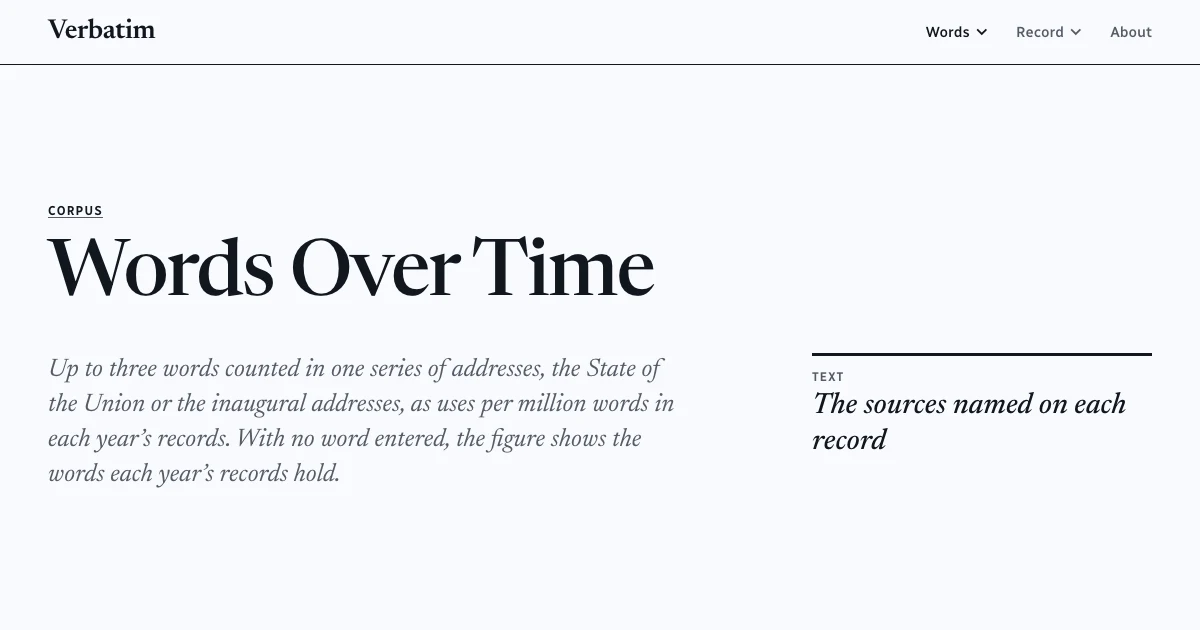 Verbatim
Words
Record
About
CORPUS
Words Over Time
Up to three words counted in one series of addresses, the State of
the Union or the inaugural addresses, as uses per million words in
each year’s records. With no word entered, the figure shows the
words each year’s records hold.
TEXT
The sources named on each
record